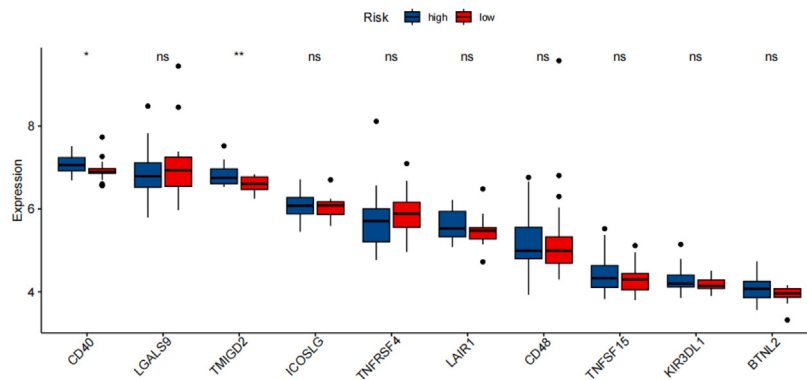 Risk high low
* ns ** ns ns ns ns ns ns ns
Expression
8
6
4
CD40 LGALS9 TMIGD2 ICOSLG TNFRSF4 LAIR1 CD48 TNFSF15 KIR3DL1 BTNL2